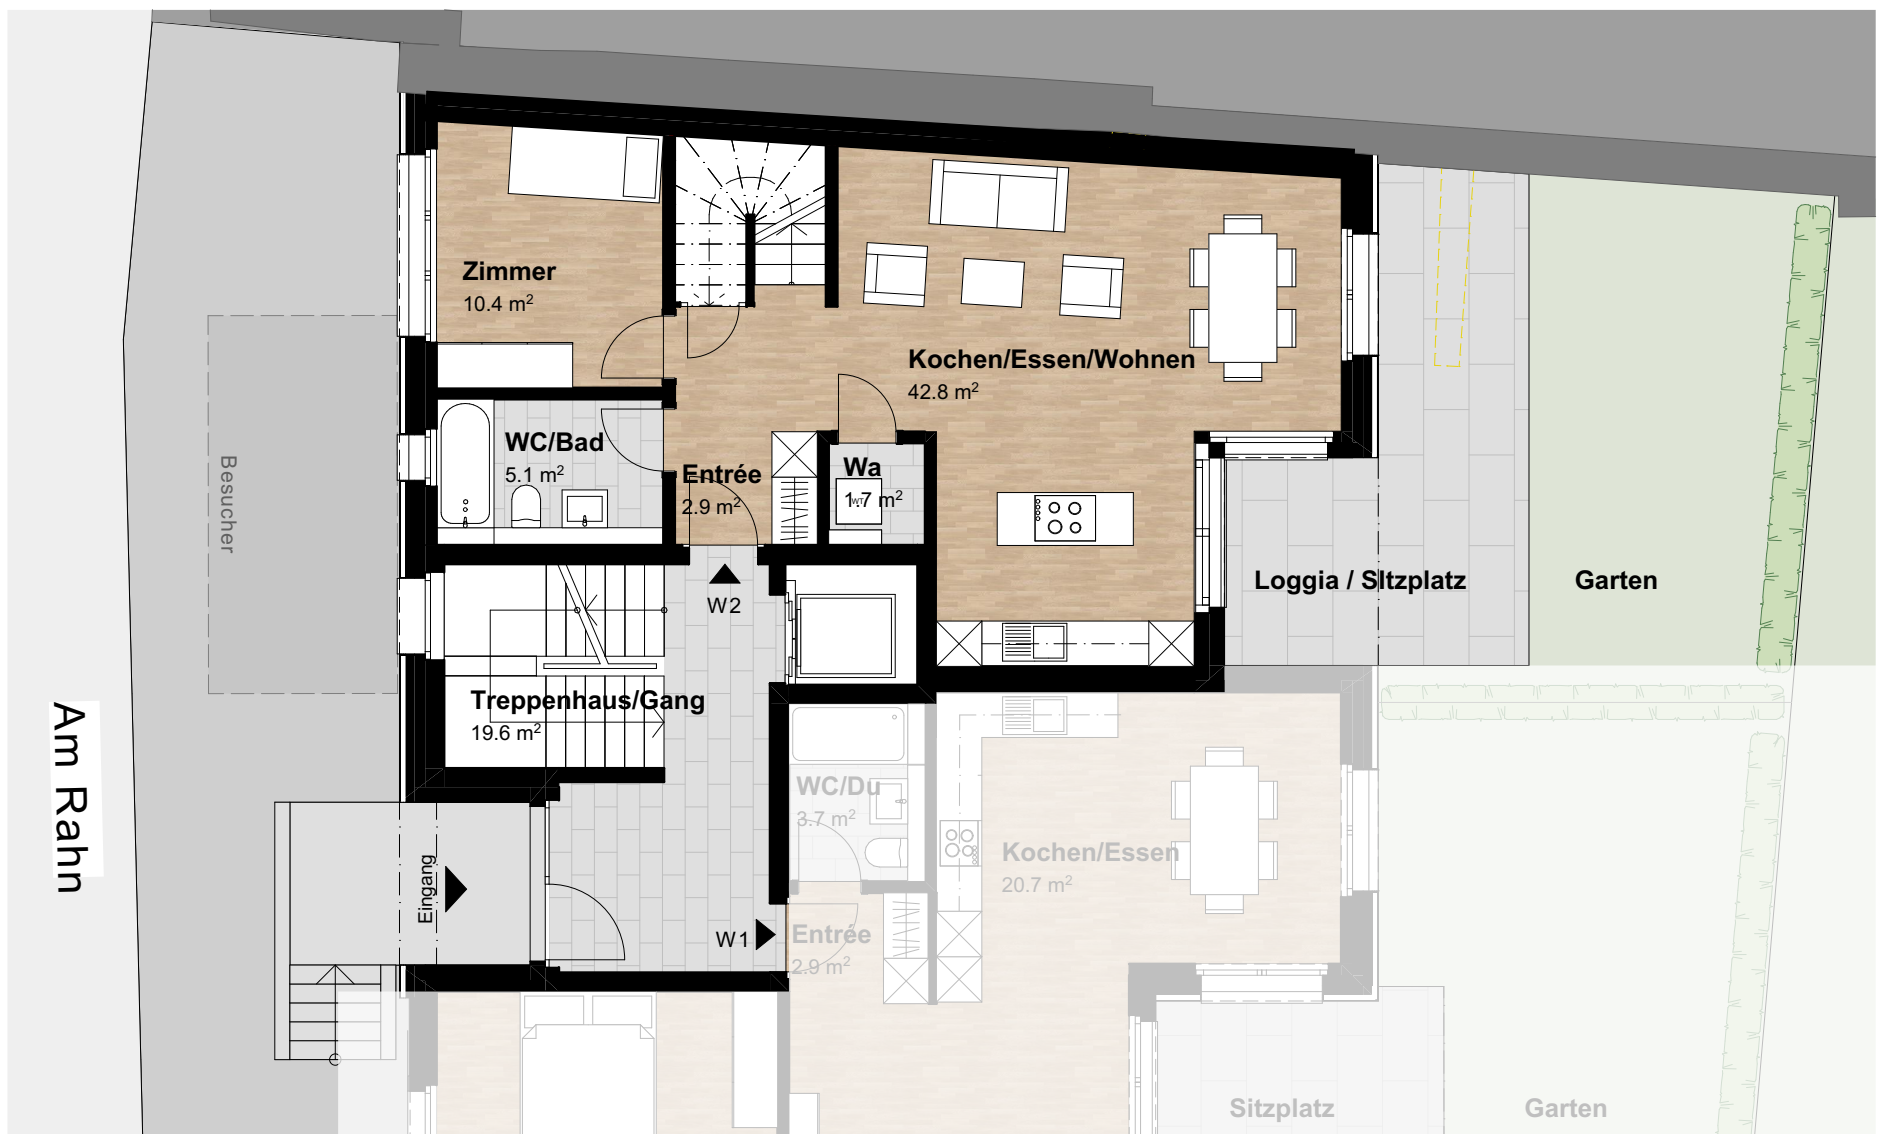 Zimmer
10.4 m²
Kochen/Essen/Wohnen
42.8 m²
WC/Bad
5.1 m²
Entrée
2.9 m²
Wa
1.7 m²
WT
Besucher
W2
Loggia / SItzplatz
Garten
Treppenhaus/Gang
19.6 m²
Am Rahn
Eingang
W1
WC/Du
3.7 m²
Kochen/Essen
20.7 m²
Entrée
2.9 m²
Sitzplatz
Garten